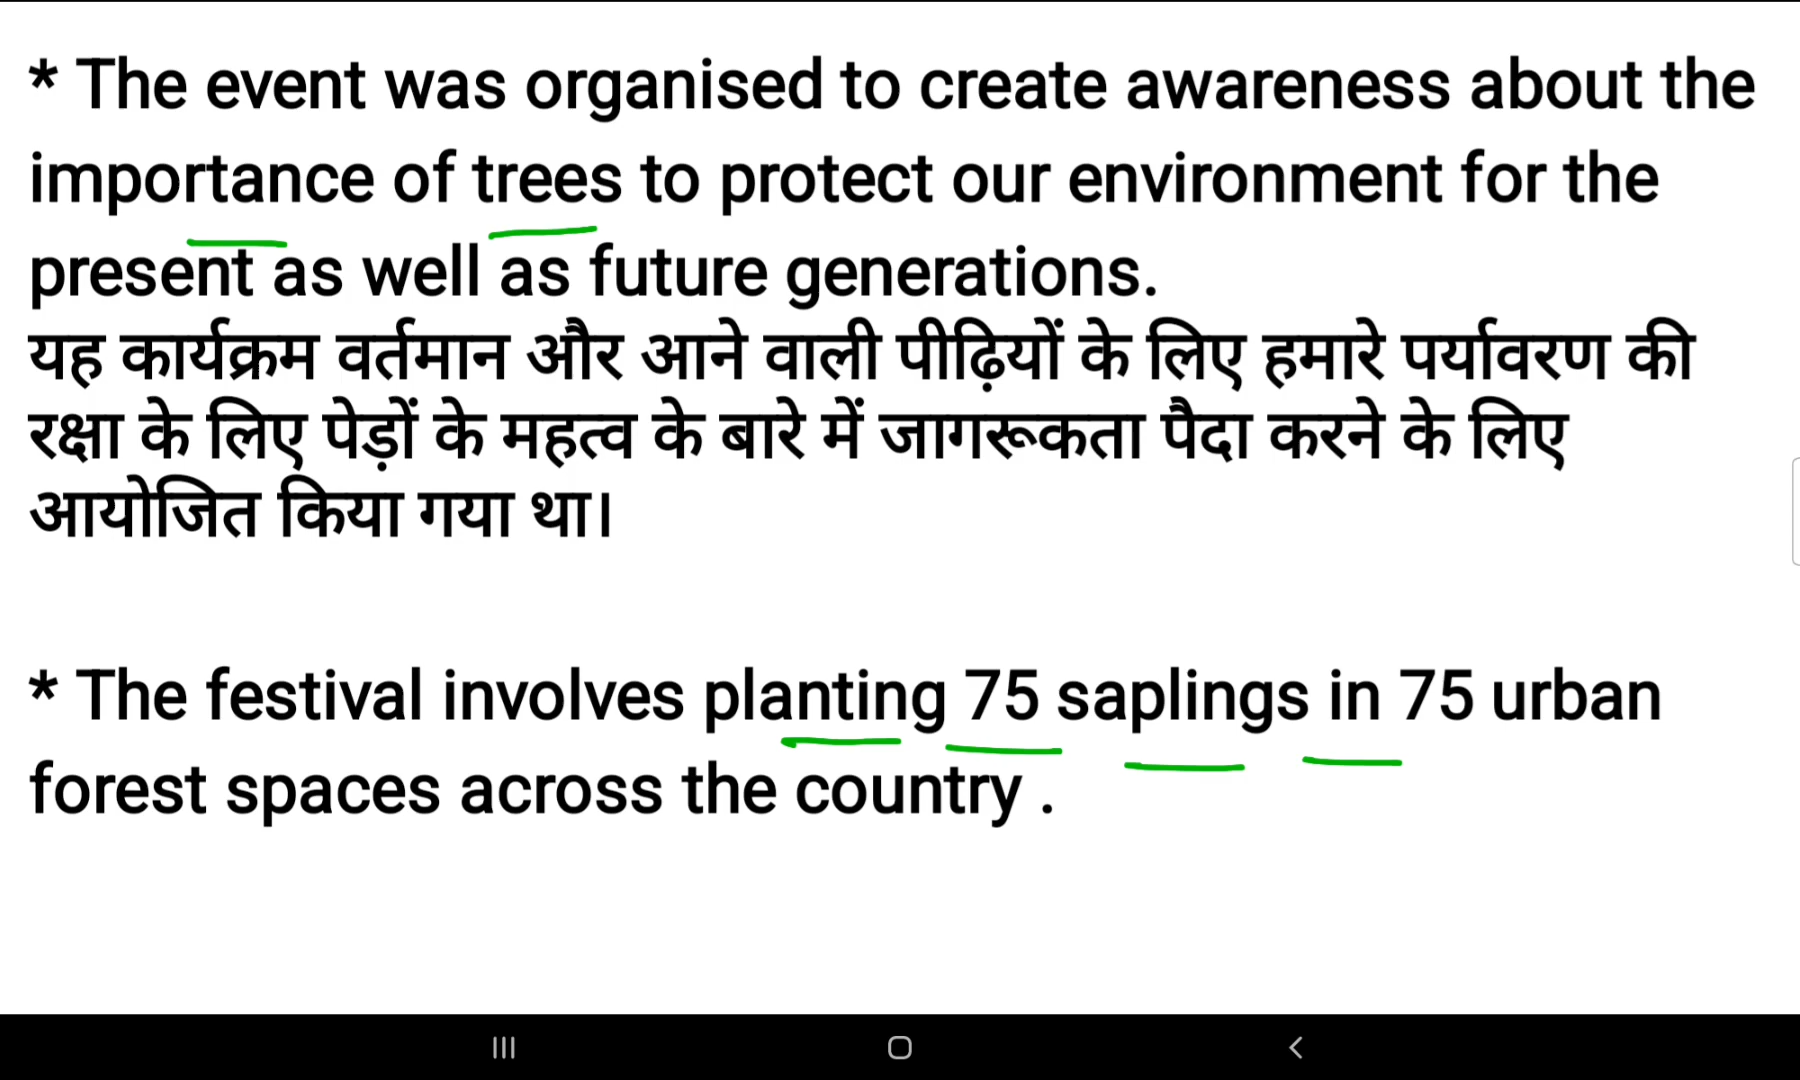 * The event was organised to create awareness about the
importance of trees to protect our environment for the
present as well as future generations.
यह कार्यक्रम वर्तमान और आने वाली पीढ़ियों के लिए हमारे पर्यावरण की
रक्षा के लिए पेड़ों के महत्व के बारे में जागरूकता पैदा करने के लिए
आयोजित किया गया था।
* The festival involves planting 75 saplings in 75 urban
forest spaces across the country .